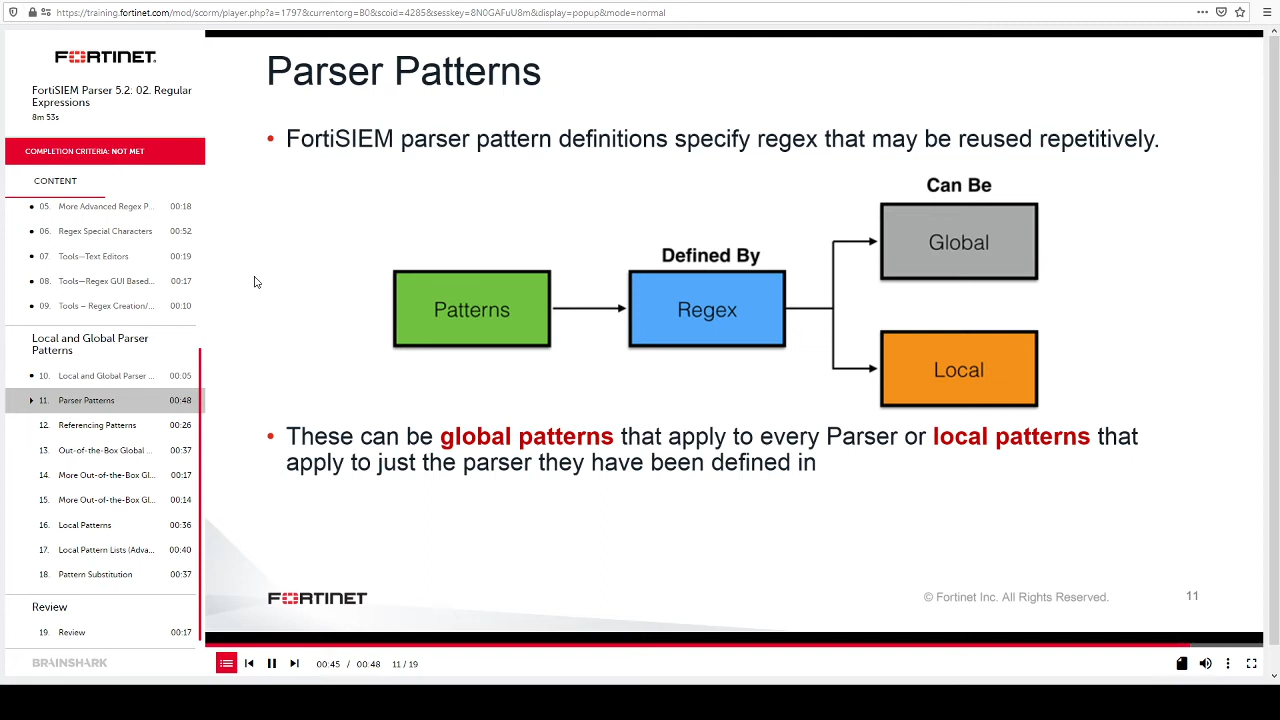 https://training.fortinet.com/mod/scorm/player.php?a=1797&currentorg=B0&scoid=4285&sesskey=8N0GAFuU8m&display=popup&mode=normal
FORTINET
FortiSIEM Parser 5.2: 02. Regular
Expressions
8m 53s
COMPLETION CRITERIA: NOT MET
CONTENT
05. More Advanced Regex P... 00:18
06. Regex Special Characters 00:52
07. Tools—Text Editors 00:19
08. Tools—Regex GUI Based... 00:17
09. Tools – Regex Creation/... 00:10
Local and Global Parser
Patterns
10. Local and Global Parser ... 00:05
11. Parser Patterns 00:48
12. Referencing Patterns 00:26
13. Out-of-the-Box Global ... 00:37
14. More Out-of-the-Box Gl... 00:17
15. More Out-of-the-Box Gl... 00:14
16. Local Patterns 00:36
17. Local Pattern Lists (Adva... 00:40
18. Pattern Substitution 00:37
Review
19. Review 00:17
BRAINSHARK
Parser Patterns
• FortiSIEM parser pattern definitions specify regex that may be reused repetitively.
Can Be
Global
Defined By
Patterns
Regex
Local
• These can be global patterns that apply to every Parser or local patterns that
apply to just the parser they have been defined in
FORTINET
© Fortinet Inc. All Rights Reserved.
11
00:45 / 00:48 11 / 19